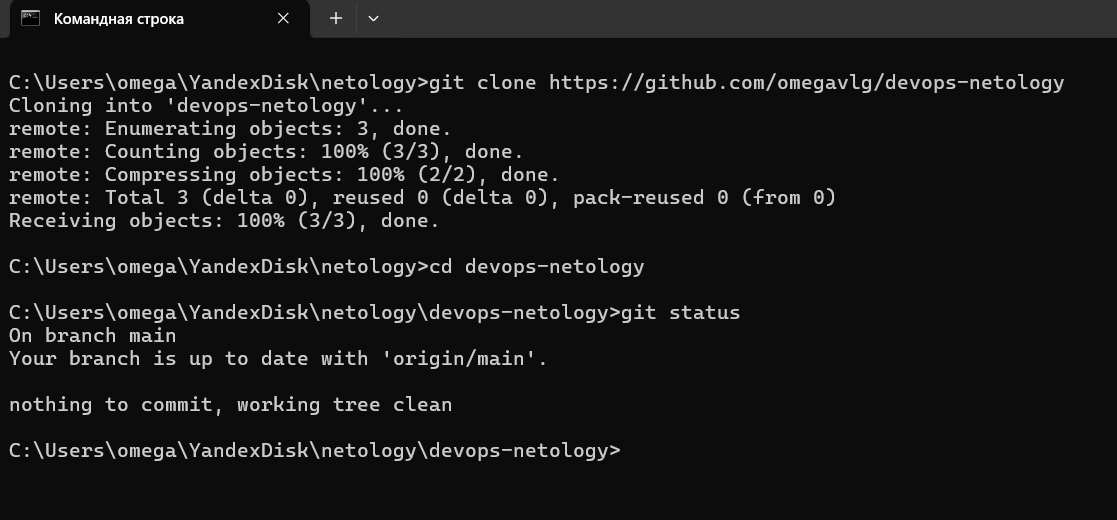 Командная строка
C:\Users\omega\YandexDisk\netology>git clone https://github.com/omegavlg/devops-netology
Cloning into 'devops-netology'...
remote: Enumerating objects: 3, done.
remote: Counting objects: 100% (3/3), done.
remote: Compressing objects: 100% (2/2), done.
remote: Total 3 (delta 0), reused 0 (delta 0), pack-reused 0 (from 0)
Receiving objects: 100% (3/3), done.
C:\Users\omega\YandexDisk\netology>cd devops-netology
C:\Users\omega\YandexDisk\netology\devops-netology>git status
On branch main
Your branch is up to date with 'origin/main'.
nothing to commit, working tree clean
C:\Users\omega\YandexDisk\netology\devops-netology>